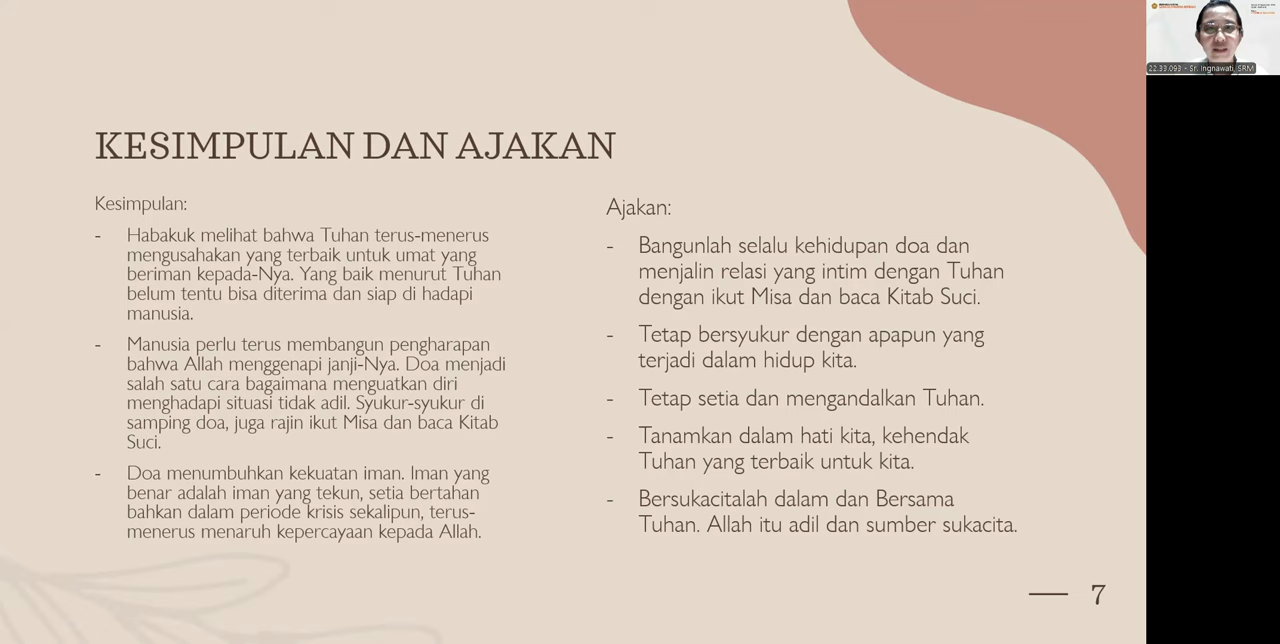 KESIMPULAN DAN AJAKAN
Kesimpulan:
- Habakuk melihat bahwa Tuhan terus-menerus
mengusahakan yang terbaik untuk umat yang
beriman kepada-Nya. Yang baik menurut Tuhan
belum tentu bisa diterima dan siap di hadapi
manusia.
- Manusia perlu terus membangun pengharapan
bahwa Allah menggenapi janji-Nya. Doa menjadi
salah satu cara bagaimana menguatkan diri
menghadapi situasi tidak adil. Syukur-syukur di
samping doa, juga rajin ikut Misa dan baca Kitab
Suci.
- Doa menumbuhkan kekuatan iman. Iman yang
benar adalah iman yang tekun, setia bertahan
bahkan dalam periode krisis sekalipun, terus-
menerus menaruh kepercayaan kepada Allah.
Ajakan:
- Bangunlah selalu kehidupan doa dan
menjalin relasi yang intim dengan Tuhan
dengan ikut Misa dan baca Kitab Suci.
- Tetap bersyukur dengan apapun yang
terjadi dalam hidup kita.
- Tetap setia dan mengandalkan Tuhan.
- Tanamkan dalam hati kita, kehendak
Tuhan yang terbaik untuk kita.
- Bersukacitalah dalam dan Bersama
Tuhan. Allah itu adil dan sumber sukacita.
7
22.33.093 - Sr. Ingnawati, SRM